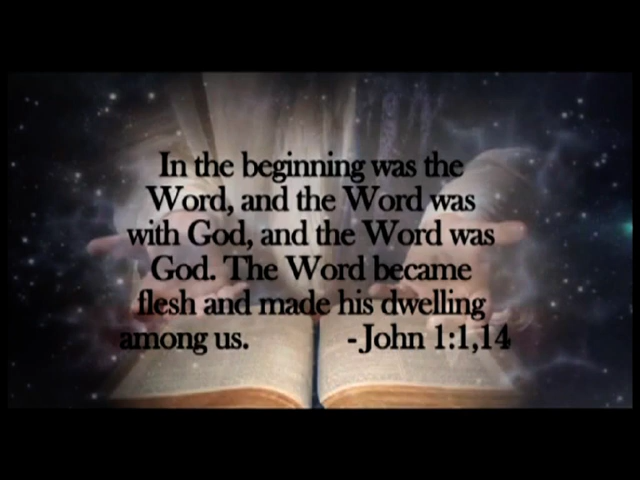 In the beginning was the
Word, and the Word was
with God, and the Word was
God. The Word became
flesh and made his dwelling
among us. -John 1:1,14